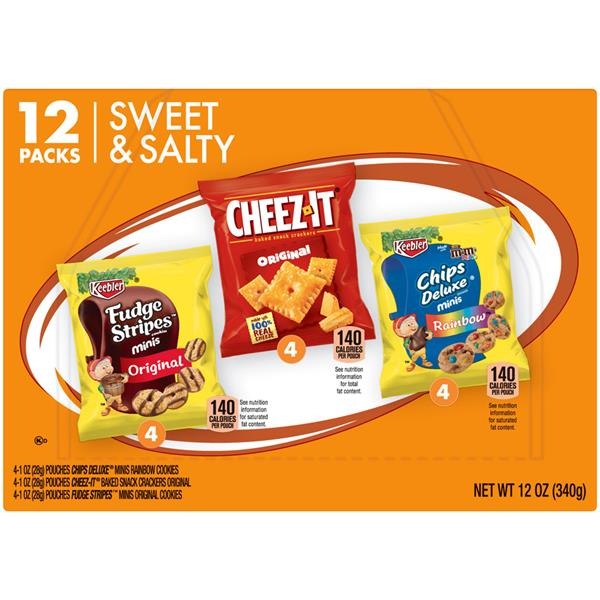 12
PACKS
SWEET
& SALTY
CHEEZ-IT®
baked snack crackers
ORIGINAL
made with
100%
REAL
CHEESE
4
140
CALORIES
PER POUCH
See nutrition
information
for total
fat content.
Keebler
Fudge
Stripes™
cookies
minis
Original
4
140
CALORIES
PER POUCH
See nutrition
information
for saturated
fat content.
Keebler
Made with
m&m's
Chips
Deluxe®
minis
Rainbow
4
140
CALORIES
PER POUCH
See nutrition
information
for saturated
fat content.
K D
4-1 OZ (28g) POUCHES CHIPS DELUXE® MINIS RAINBOW COOKIES
4-1 OZ (28g) POUCHES CHEEZ-IT® BAKED SNACK CRACKERS ORIGINAL
4-1 OZ (28g) POUCHES FUDGE STRIPES™ MINIS ORIGINAL COOKIES
NET WT 12 OZ (340g)